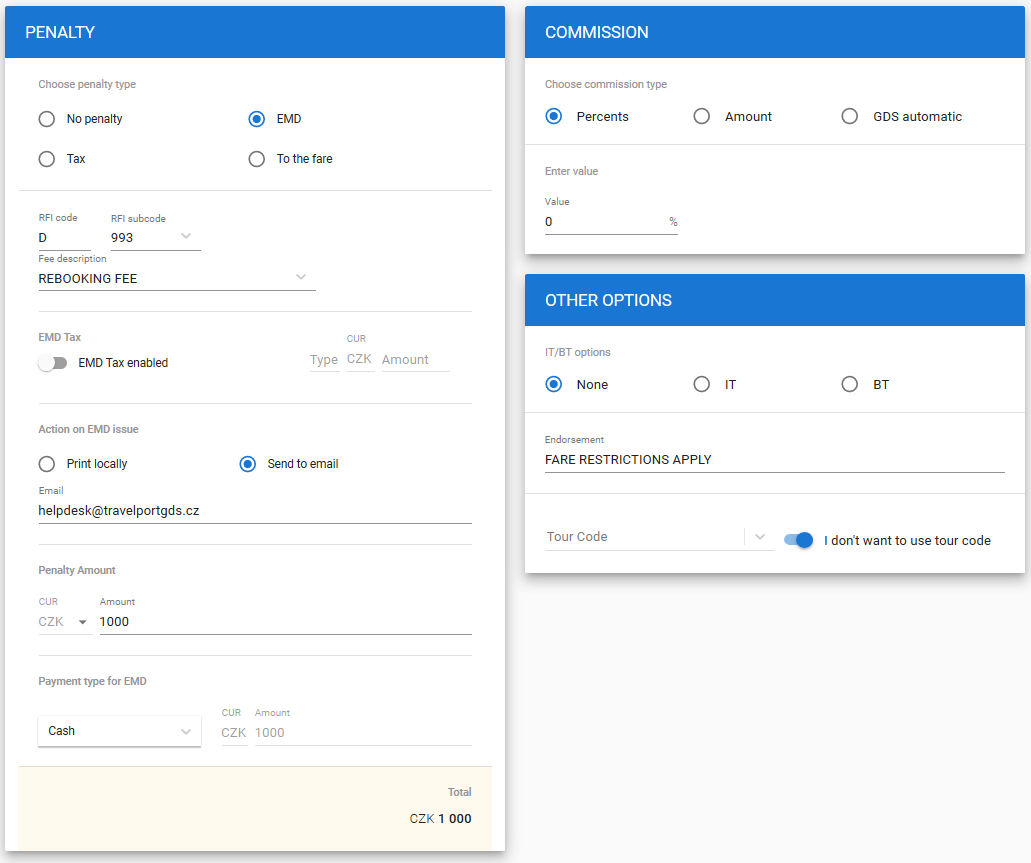 PENALTY
Choose penalty type
No penalty
EMD
Tax
To the fare
RFI code
RFI subcode
D
993
Fee description
REBOOKING FEE
EMD Tax
EMD Tax enabled
CUR
Type
CZK
Amount
Action on EMD issue
Print locally
Send to email
Email
helpdesk@travelportgds.cz
Penalty Amount
CUR
Amount
CZK
1000
Payment type for EMD
Cash
CUR
Amount
CZK
1000
Total
CZK 1 000
COMMISSION
Choose commission type
Percents
Amount
GDS automatic
Enter value
Value
0
%
OTHER OPTIONS
IT/BT options
None
IT
BT
Endorsement
FARE RESTRICTIONS APPLY
Tour Code
I don't want to use tour code